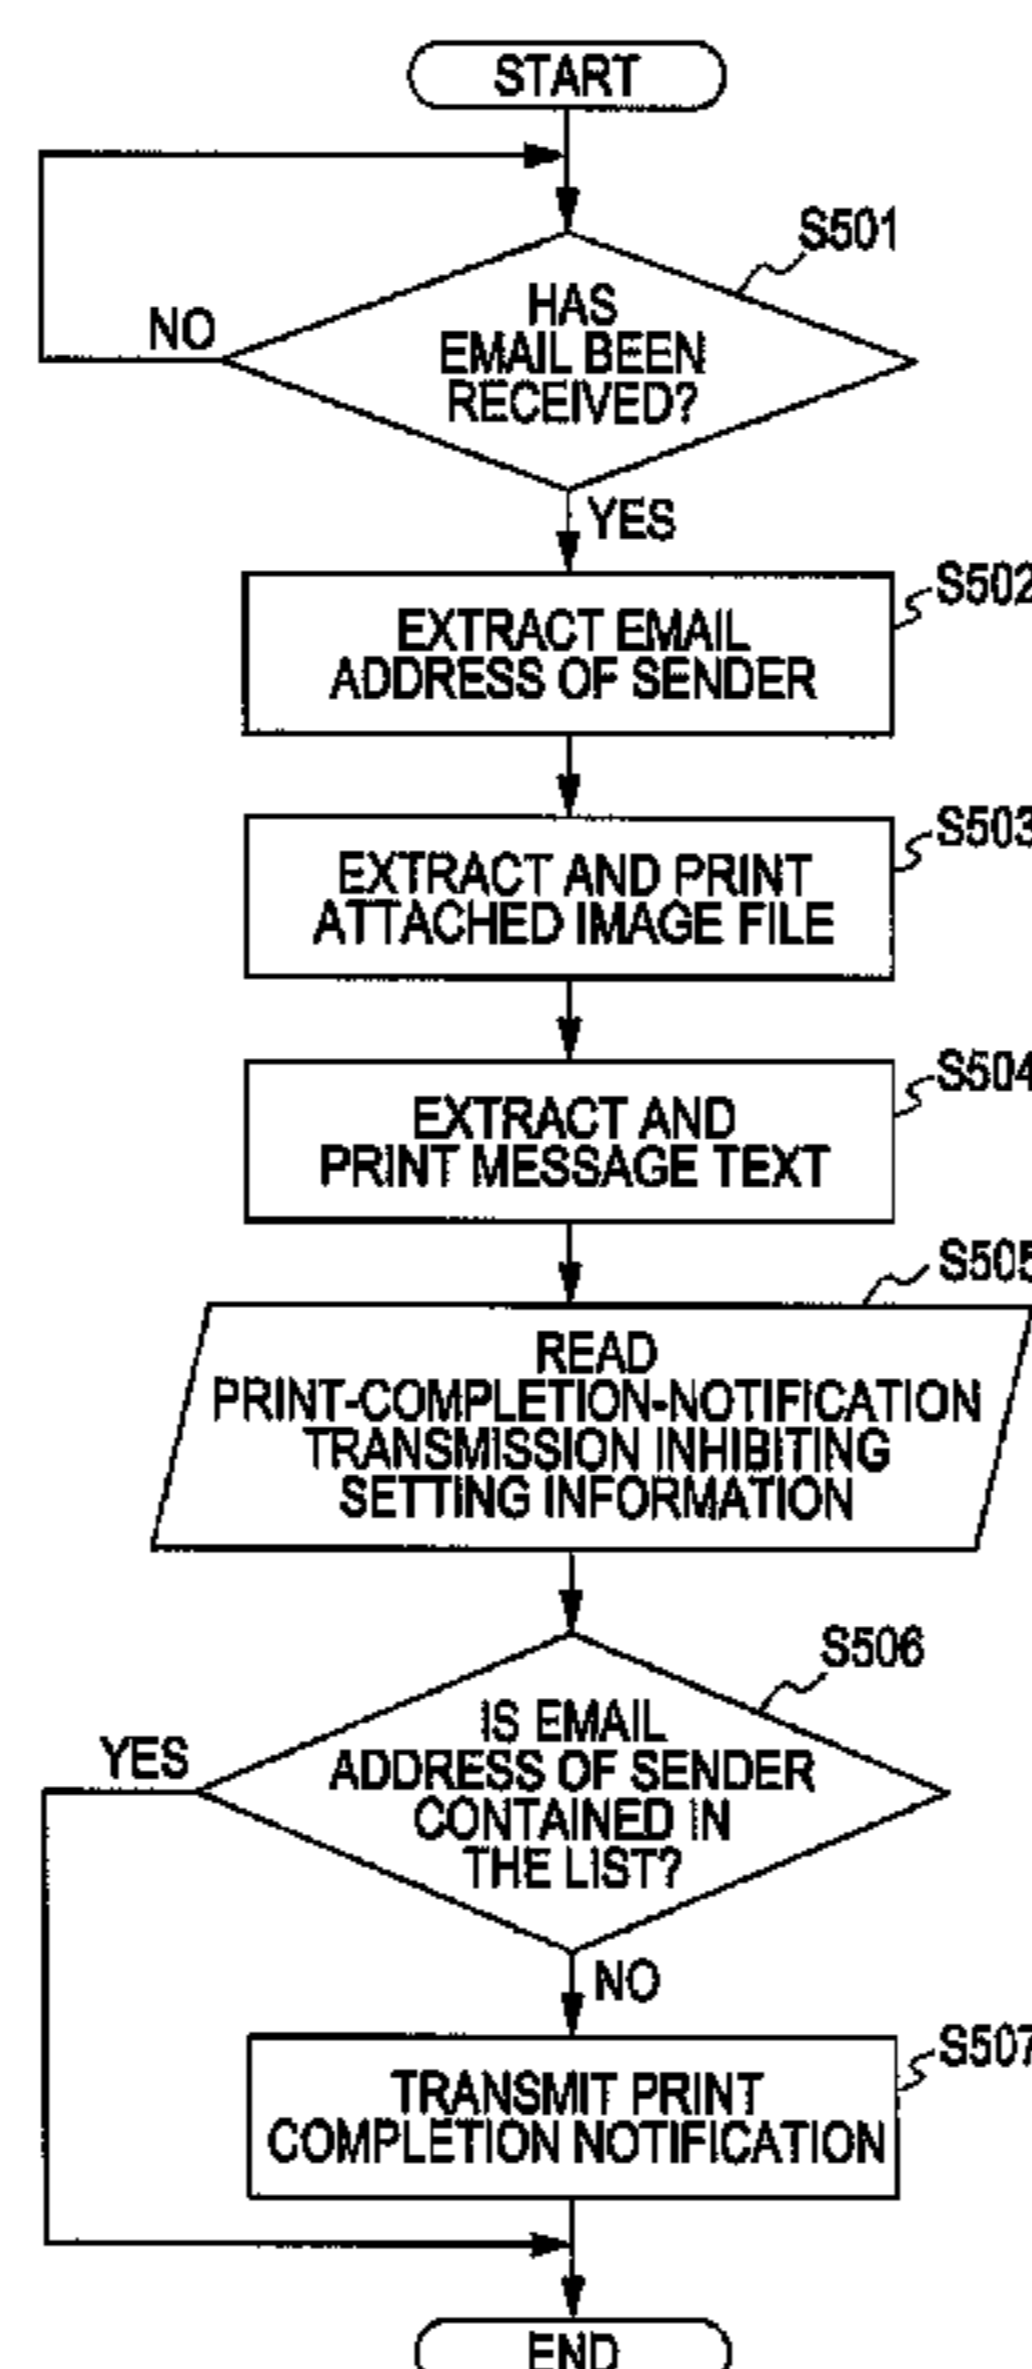 START
S501
HAS
EMAIL BEEN
RECEIVED?
NO
YES
S502
EXTRACT EMAIL
ADDRESS OF SENDER
S503
EXTRACT AND PRINT
ATTACHED IMAGE FILE
S504
EXTRACT AND
PRINT MESSAGE TEXT
S505
READ
PRINT-COMPLETION-NOTIFICATION
TRANSMISSION INHIBITING
SETTING INFORMATION
S506
IS EMAIL
ADDRESS OF SENDER
CONTAINED IN
THE LIST?
YES
NO
S507
TRANSMIT PRINT
COMPLETION NOTIFICATION
END